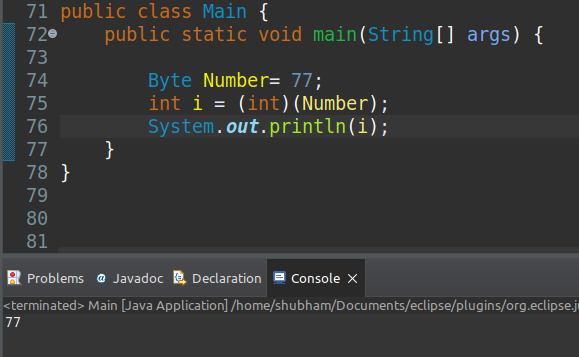 71 public class Main {
72 public static void main(String[] args) {
73
74 Byte Number= 77;
75 int i = (int)(Number);
76 System.out.println(i);
77 }
78 }
79
80
81
Problems @ Javadoc Declaration Console
<terminated> Main [Java Application] /home/shubham/Documents/eclipse/plugins/org.eclipse.ju
77